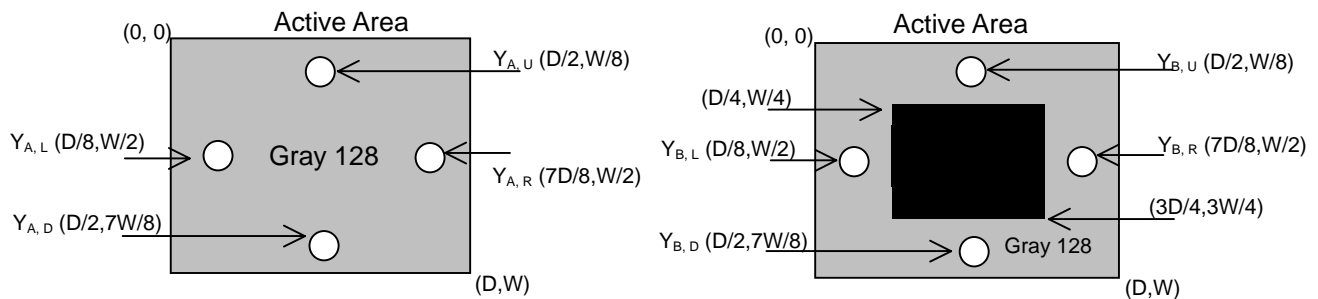 Active Area
(0, 0)
Y_A, U (D/2,W/8)
Y_A, L (D/8,W/2)
Gray 128
Y_A, R (7D/8,W/2)
Y_A, D (D/2,7W/8)
(D,W)
Active Area
(0, 0)
Y_B, U (D/2,W/8)
(D/4,W/4)
Y_B, L (D/8,W/2)
Y_B, R (7D/8,W/2)
(3D/4,3W/4)
Y_B, D (D/2,7W/8)
Gray 128
(D,W)